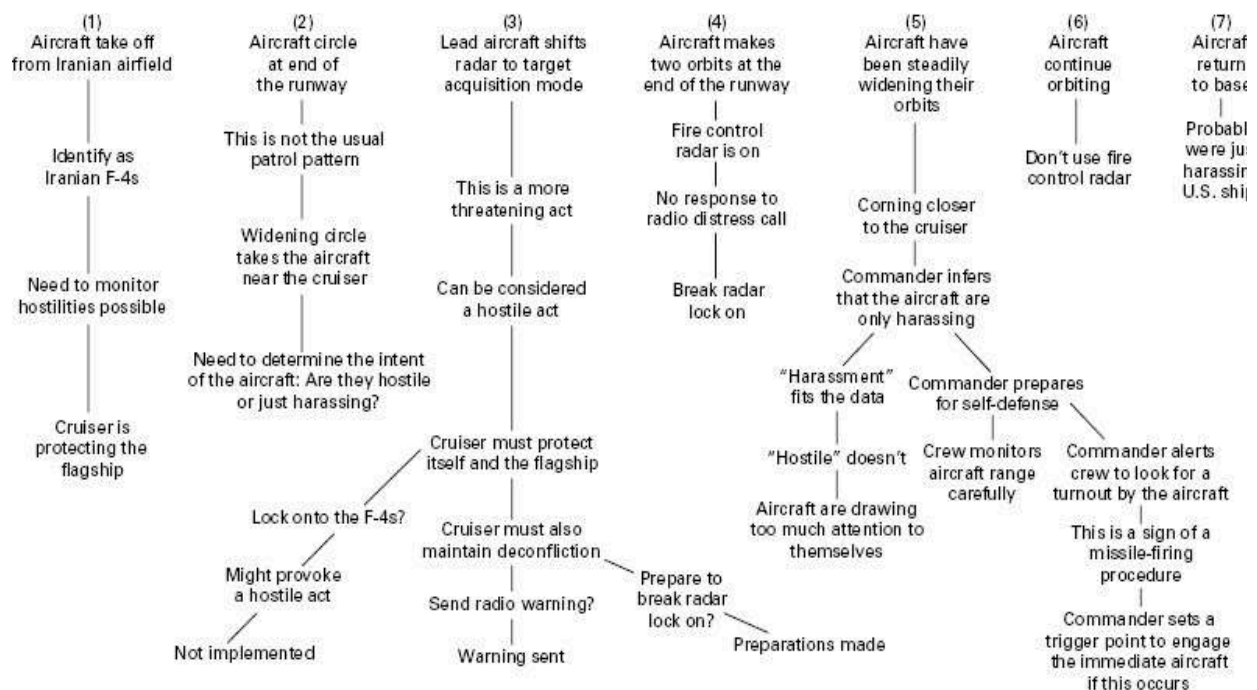 (1)
Aircraft take off
from Iranian airfield
Identify as
Iranian F-4s
Need to monitor
hostilities possible
Cruiser is
protecting the
flagship
(2)
Aircraft circle
at end of
the runway
This is not the usual
patrol pattern
Widening circle
takes the aircraft
near the cruiser
Need to determine the intent
of the aircraft: Are they hostile
or just harassing?
(3)
Lead aircraft shifts
radar to target
acquisition mode
This is a more
threatening act
Can be considered
a hostile act
Cruiser must protect
itself and the flagship
Lock onto the F-4s?
Might provoke
a hostile act
Not implemented
Cruiser must also
maintain deconfliction
Send radio warning?
Warning sent
Prepare to
break radar
lock on?
Preparations made
(4)
Aircraft makes
two orbits at the
end of the runway
Fire control
radar is on
No response to
radio distress call
Break radar
lock on
(5)
Aircraft have
been steadily
widening their
orbits
Corning closer
to the cruiser
Commander infers
that the aircraft are
only harassing
"Harassment"
fits the data
"Hostile" doesn't
Aircraft are drawing
too much attention to
themselves
Commander prepares
for self-defense
Crew monitors
aircraft range
carefully
Commander alerts
crew to look for a
turnout by the aircraft
This is a sign of a
missile-firing
procedure
Commander sets a
trigger point to engage
the immediate aircraft
if this occurs
(6)
Aircraft
continue
orbiting
Don't use fire
control radar
(7)
Aircraf
return
to base
Probabl
were jus
harassin
U.S. ship